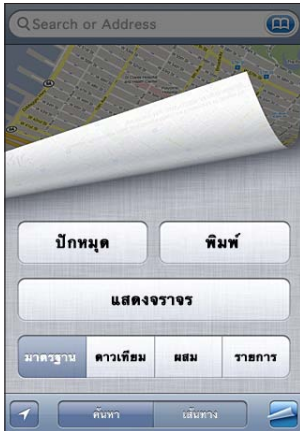 Search or Address
ปักหมุด พิมพ์
แสดงจราจร
มาตรฐาน ดาวเทียม ผสม รายการ
ค้นหา เส้นทาง